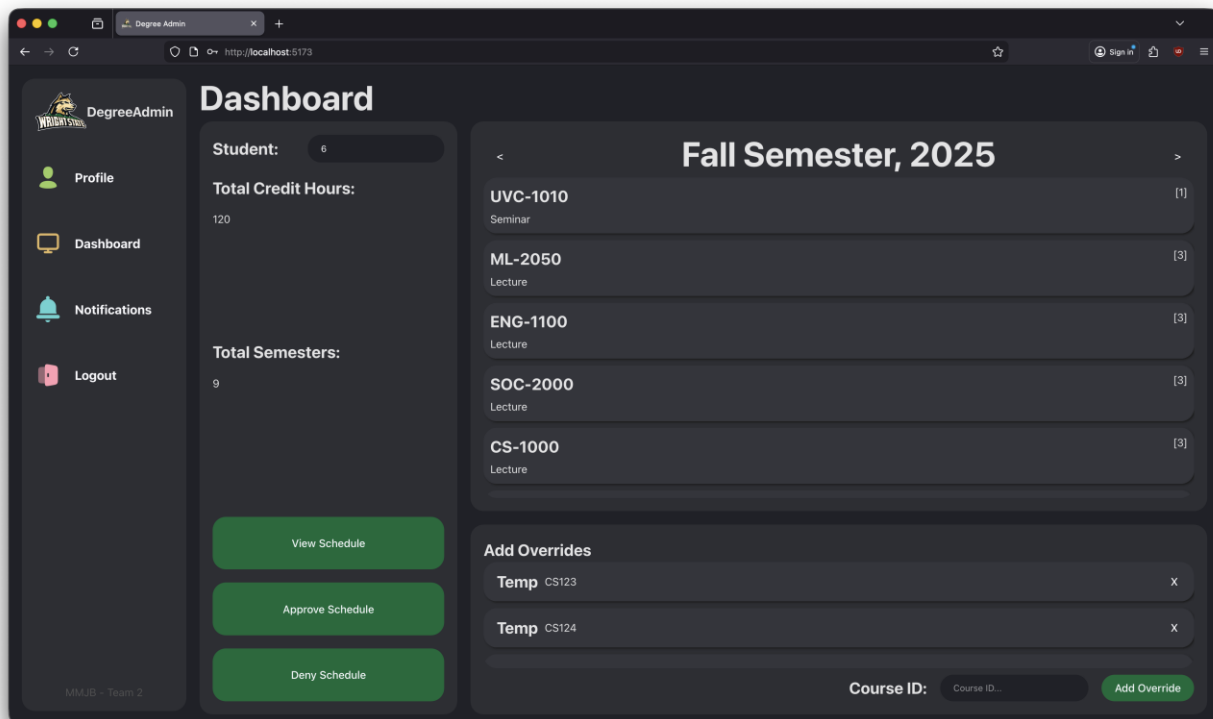 Degree Admin
http://localhost:5173
Sign in
WRIGHT STATE
DegreeAdmin
Profile
Dashboard
Notifications
Logout
MMJB - Team 2
Dashboard
Student:
6
Total Credit Hours:
120
Total Semesters:
9
View Schedule
Approve Schedule
Deny Schedule
<
Fall Semester, 2025
>
UVC-1010
[1]
Seminar
ML-2050
[3]
Lecture
ENG-1100
[3]
Lecture
SOC-2000
[3]
Lecture
CS-1000
[3]
Lecture
Add Overrides
Temp CS123
X
Temp CS124
X
Course ID:
Course ID...
Add Override